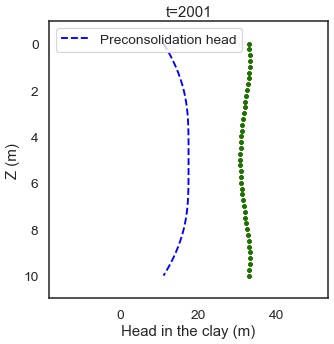 t=2001
Preconsolidation head
0
2
4
6
8
10
Z (m)
0 20 40
Head in the clay (m)